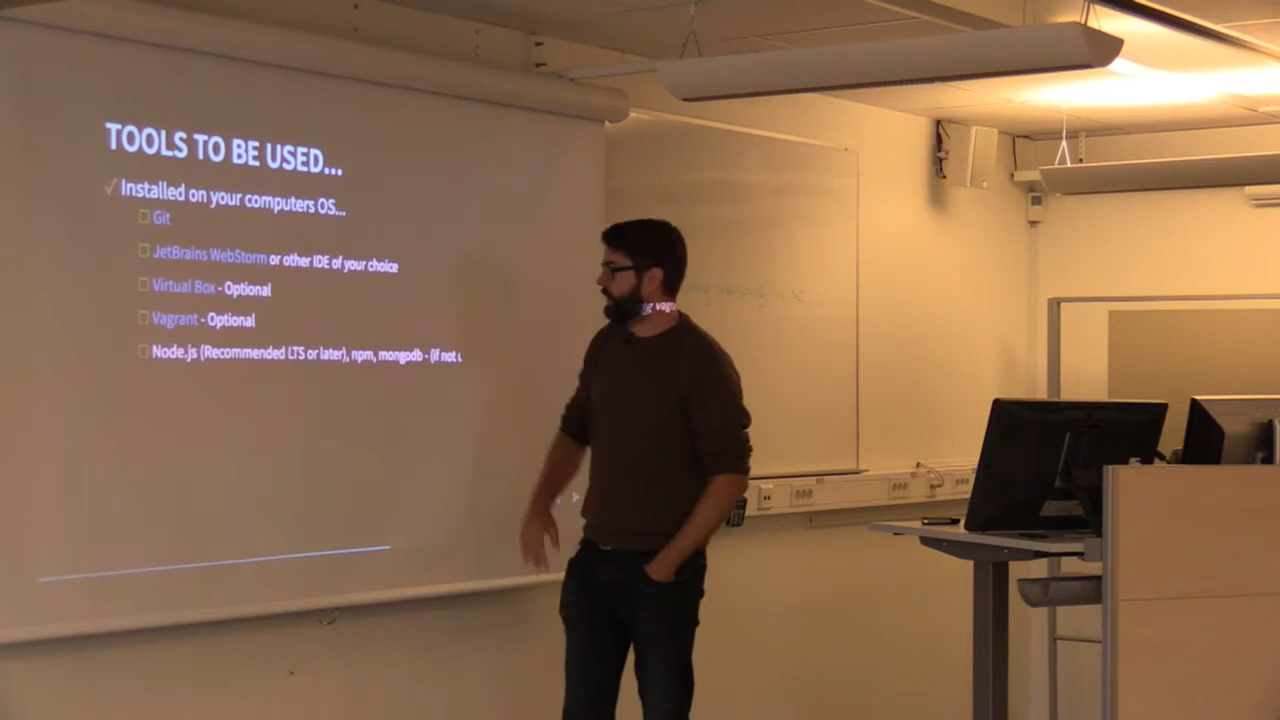 TOOLS TO BE USED...
✓ Installed on your computers OS...
Git
JetBrains WebStorm or other IDE of your choice
Virtual Box - Optional
Vagrant - Optional
Node.js (Recommended LTS or later), npm, mongodb - (if not